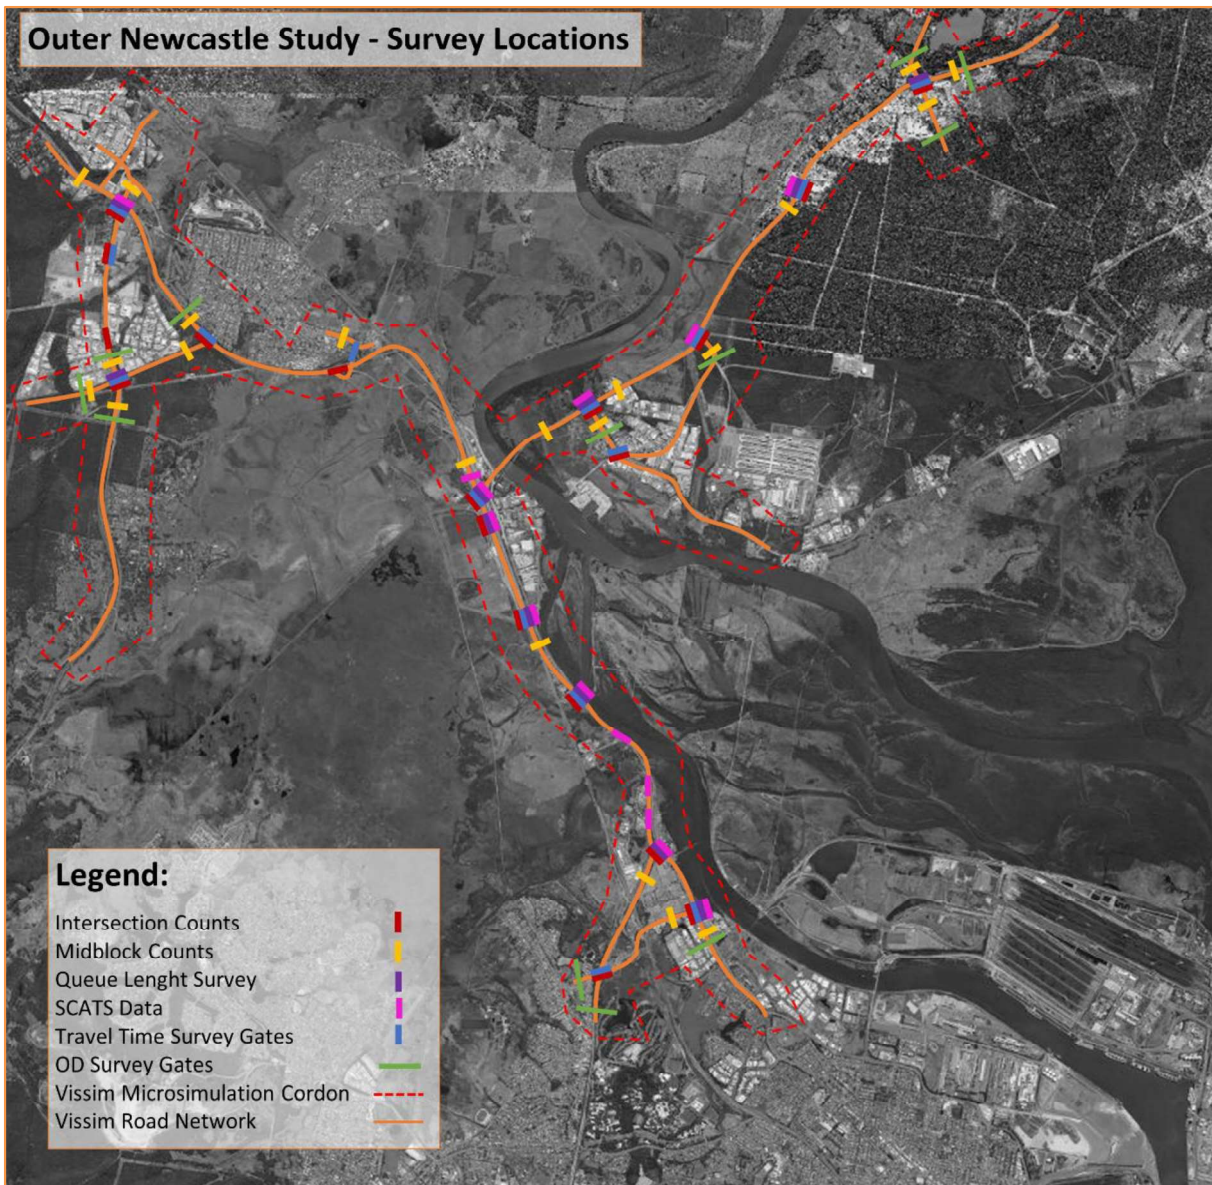 Outer Newcastle Study - Survey Locations
Legend:
Intersection Counts
Midblock Counts
Queue Lenght Survey
SCATS Data
Travel Time Survey Gates
OD Survey Gates
Vissim Microsimulation Cordon
Vissim Road Network